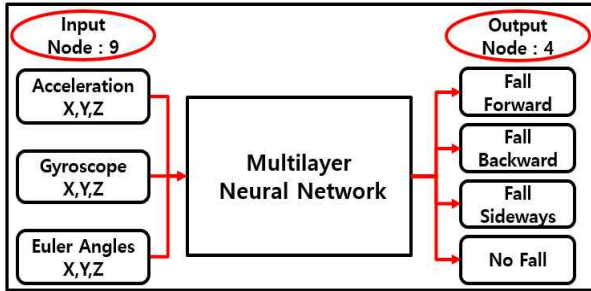 Input
Node : 9
Acceleration
X,Y,Z
Gyroscope
X,Y,Z
Euler Angles
X,Y,Z
Multilayer
Neural Network
Output
Node : 4
Fall
Forward
Fall
Backward
Fall
Sideways
No Fall